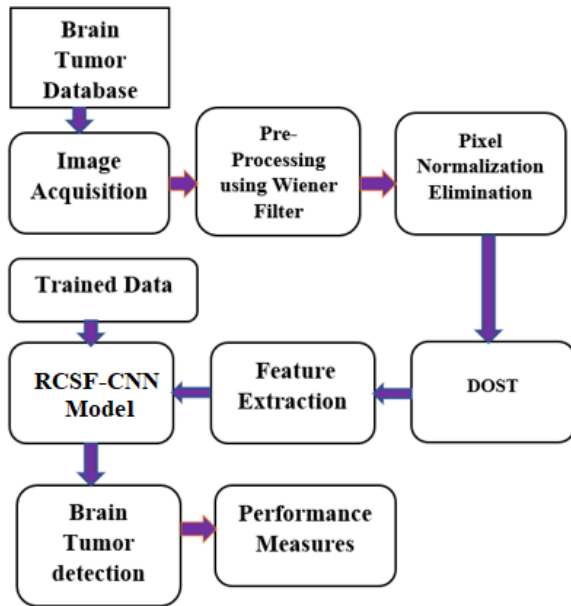 Brain
Tumor
Database
Image
Acquisition
Pre-
Processing
using Wiener
Filter
Pixel
Normalization
Elimination
Trained Data
RCSF-CNN
Model
Feature
Extraction
DOST
Brain
Tumor
detection
Performance
Measures